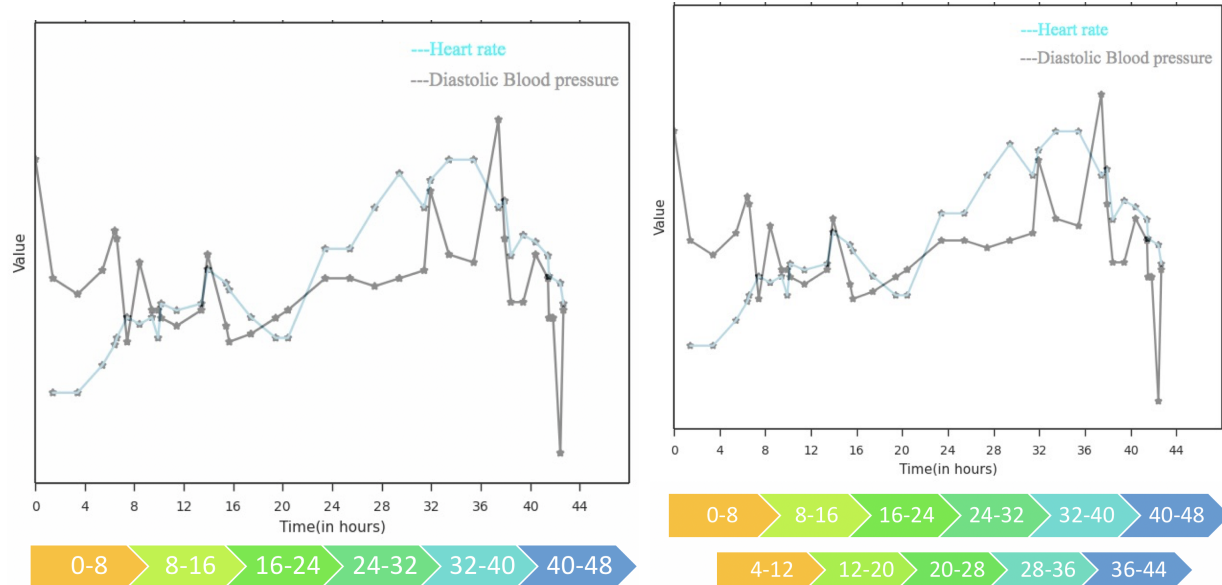 ---Heart rate
---Diastolic Blood pressure
Value
0 4 8 12 16 20 24 28 32 36 40 44
Time(in hours)
0-8 8-16 16-24 24-32 32-40 40-48
---Heart rate
---Diastolic Blood pressure
Value
0 4 8 12 16 20 24 28 32 36 40 44
Time(in hours)
0-8 8-16 16-24 24-32 32-40 40-48
4-12 12-20 20-28 28-36 36-44